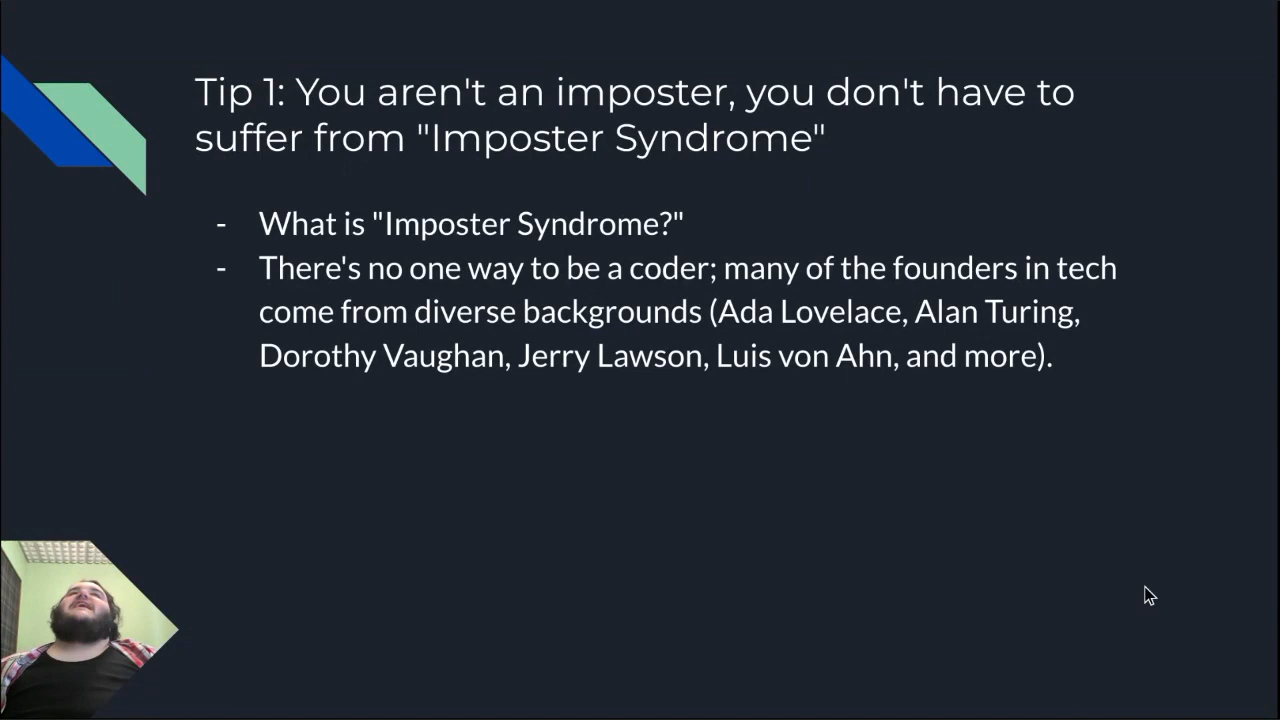 Tip 1: You aren't an imposter, you don't have to
suffer from "Imposter Syndrome"
- What is "Imposter Syndrome?"
- There's no one way to be a coder; many of the founders in tech
come from diverse backgrounds (Ada Lovelace, Alan Turing,
Dorothy Vaughan, Jerry Lawson, Luis von Ahn, and more).